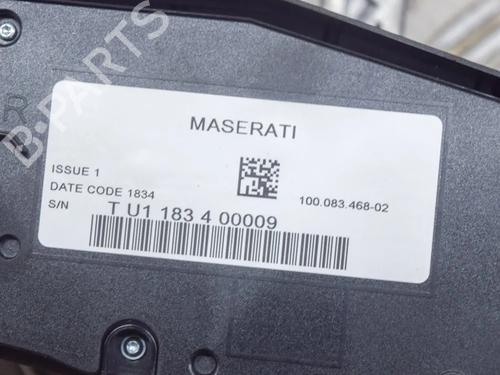 B-PARTS
R
MASERATI
ISSUE 1
DATE CODE 1834
S/N
100.083.468-02
T U1 183 4 00009